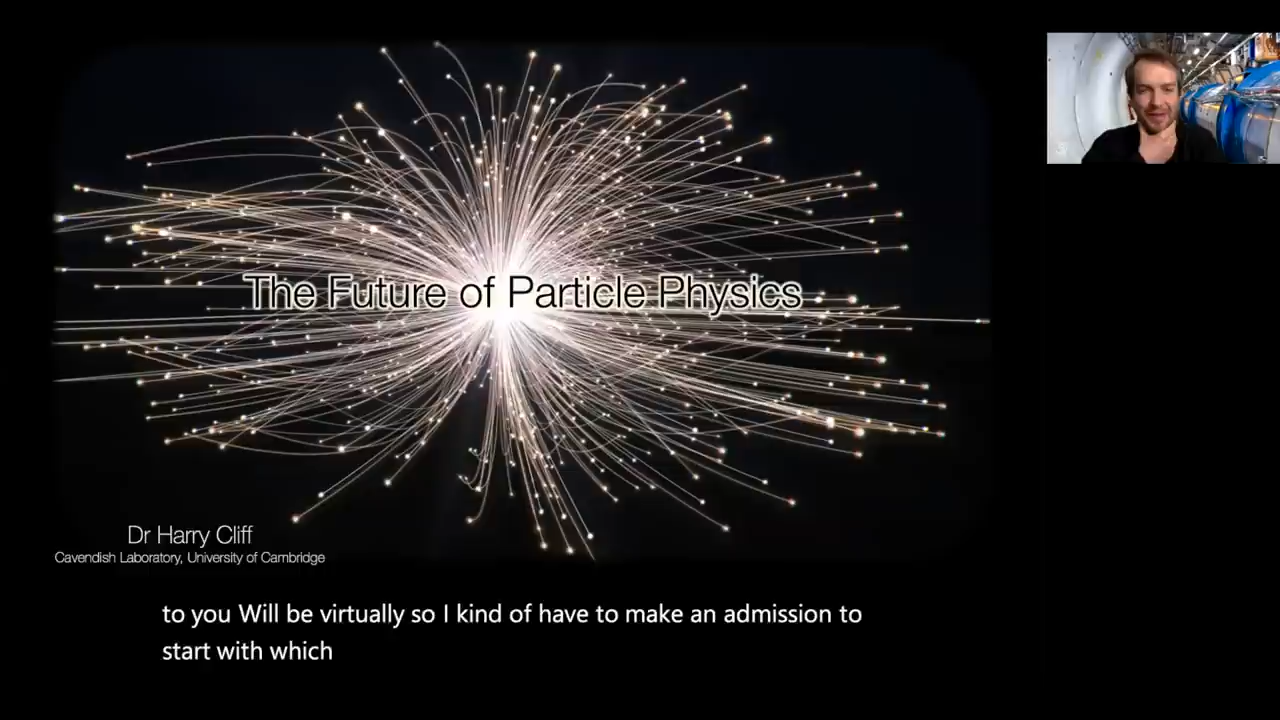 The Future of Particle Physics
Dr Harry Cliff
Cavendish Laboratory, University of Cambridge
to you Will be virtually so I kind of have to make an admission to
start with which